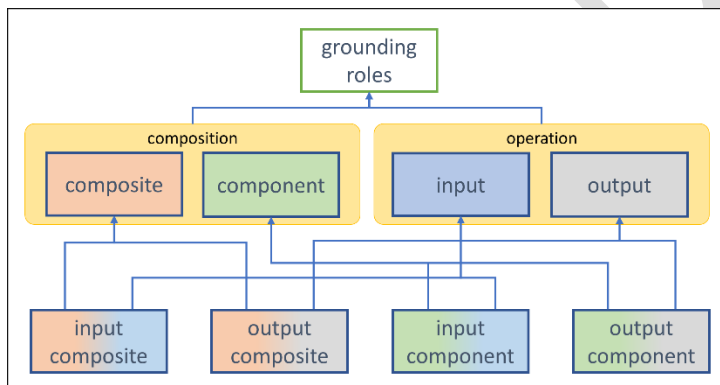 grounding
roles
composition
operation
composite
component
input
output
input
composite
output
composite
input
component
output
component